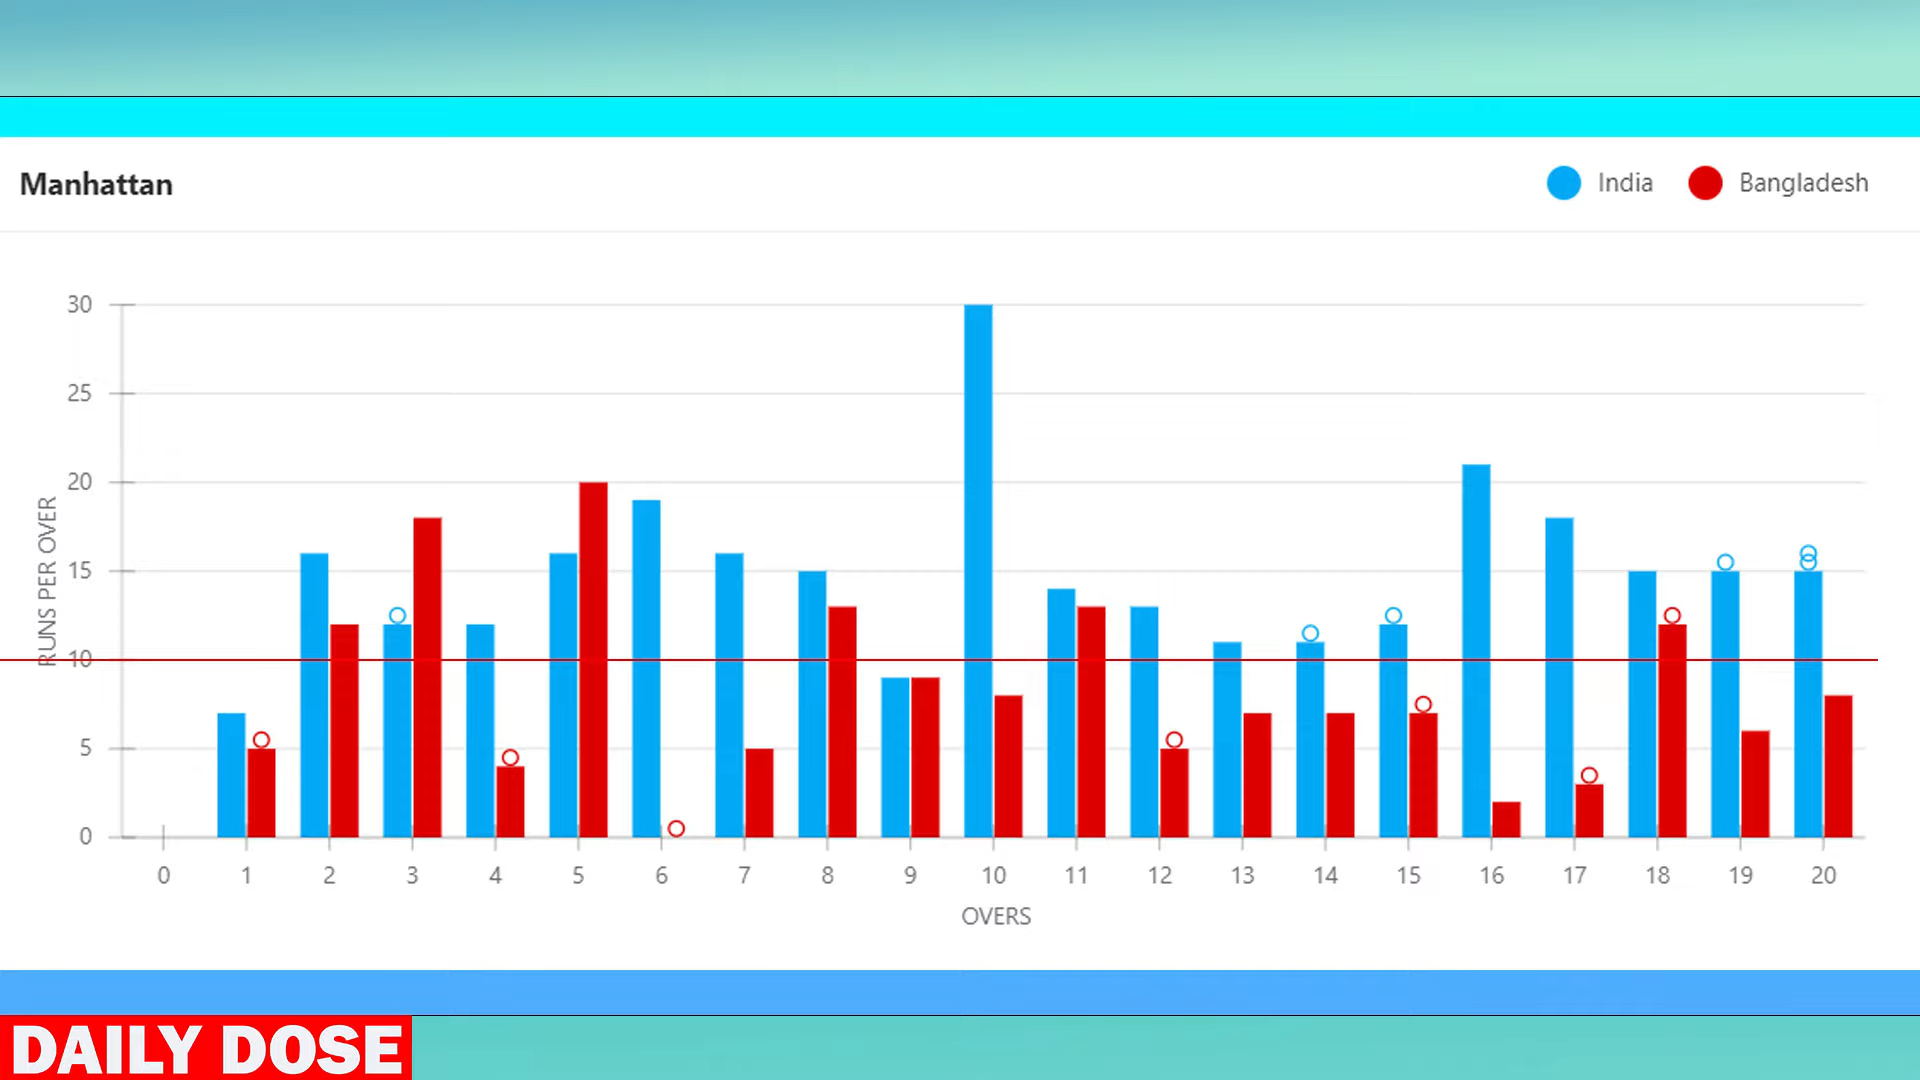 Manhattan
India
Bangladesh
RUNS PER OVER
30
25
20
15
10
5
0
0 1 2 3 4 5 6 7 8 9 10 11 12 13 14 15 16 17 18 19 20
OVERS
DAILY DOSE